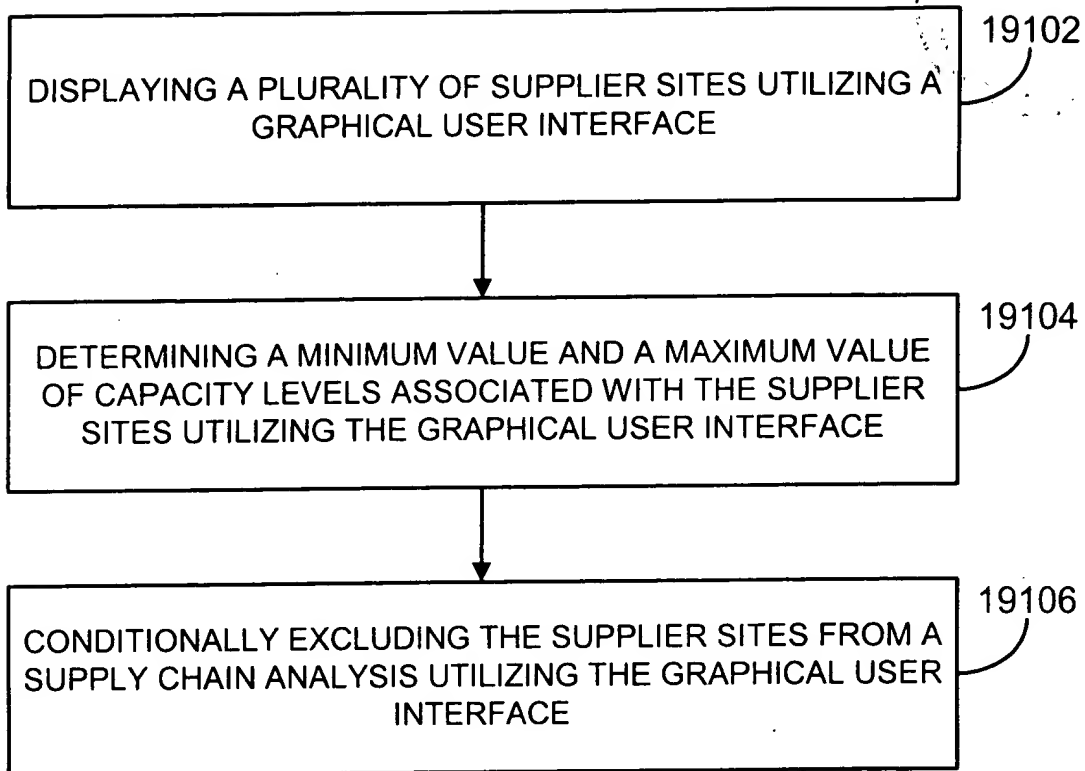 19102
DISPLAYING A PLURALITY OF SUPPLIER SITES UTILIZING A
GRAPHICAL USER INTERFACE
19104
DETERMINING A MINIMUM VALUE AND A MAXIMUM VALUE
OF CAPACITY LEVELS ASSOCIATED WITH THE SUPPLIER
SITES UTILIZING THE GRAPHICAL USER INTERFACE
19106
CONDITIONALLY EXCLUDING THE SUPPLIER SITES FROM A
SUPPLY CHAIN ANALYSIS UTILIZING THE GRAPHICAL USER
INTERFACE